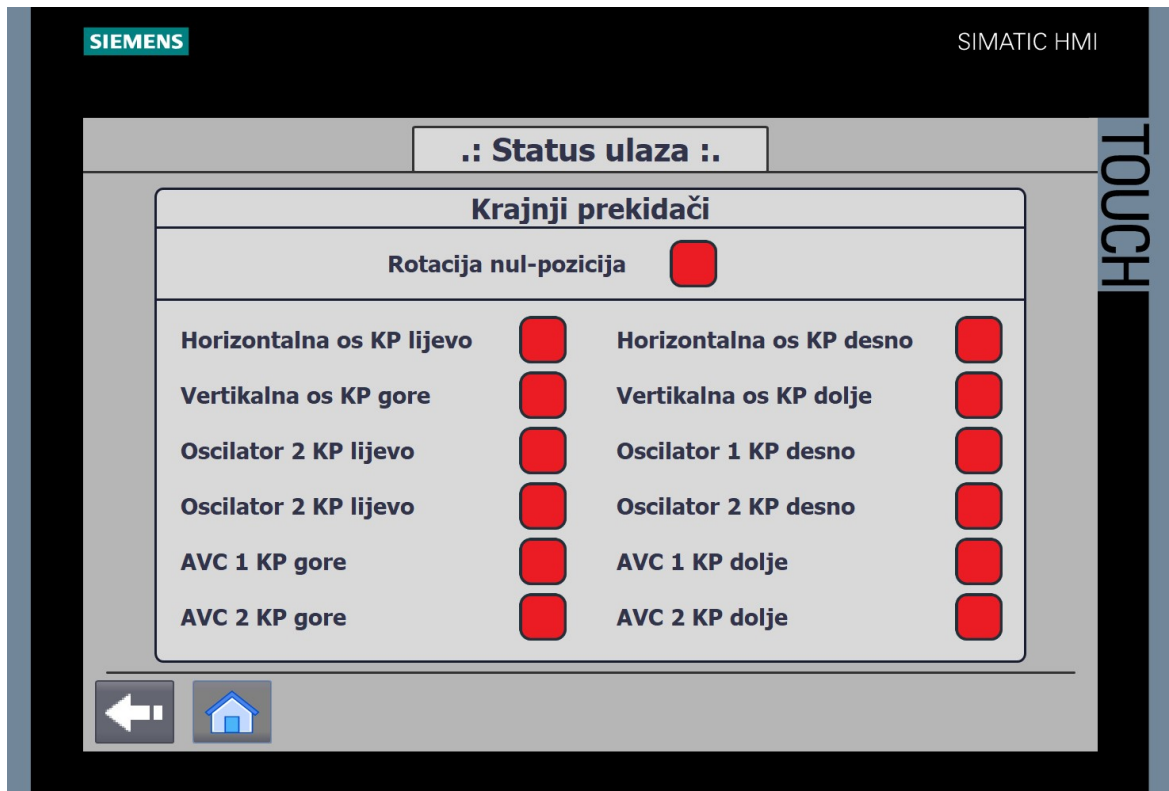 SIEMENS
SIMATIC HMI
TOUCH
.: Status ulaza :.
Krajnji prekidači
Rotacija nul-pozicija
Horizontalna os KP lijevo
Horizontalna os KP desno
Vertikalna os KP gore
Vertikalna os KP dolje
Oscilator 2 KP lijevo
Oscilator 1 KP desno
Oscilator 2 KP lijevo
Oscilator 2 KP desno
AVC 1 KP gore
AVC 1 KP dolje
AVC 2 KP gore
AVC 2 KP dolje